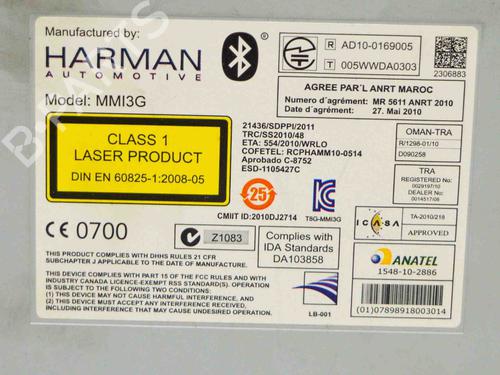 Manufactured by:
HARMAN
AUTOMOTIVE
Model: MMI3G
CLASS 1
LASER PRODUCT
DIN EN 60825-1:2008-05
CE 0700
R AD10-0169005
T 005WWDA0303
2306883
AGREE PAR´L ANRT MAROC
Numero d´agrément: MR 5611 ANRT 2010
Date d´agrément: 27. Mai 2010
21436/SDPPI/2011
TRC/SS2010/48
ETA: 554/2010/WRLO
COFETEL: RCPHAMM10-0514
Aprobado C-8752
ESD-1105427C
OMAN-TRA
R/1298-01/10
D090258
TRA
REGISTERED No:
0029197/10
DEALER No:
0014517/08
25
CMIIT ID:2010DJ2714
T8G-MMI3G
ICASA
TA-2010/218
APPROVED
N
Z1083
Complies with
IDA Standards
DA103858
ANATEL
1548-10-2886
(01)07898918003014
LB-001
THIS PRODUCT COMPLIES WITH DHHS RULES 21 CFR
SUBCHAPTER J APPLICABLE TO THE DATE OF MANUFACTURE.
THIS DEVICE COMPLIES WITH PART 15 OF THE FCC RULES AND WITH
INDUSTRY CANADA LICENCE-EXEMPT RSS STANDARD(S). OPERATION
IS SUBJECT TO THE FOLLOWING TWO CONDITIONS:
(1) THIS DEVICE MAY NOT CAUSE HARMFUL INTERFERENCE, AND
(2) THIS DEVICE MUST ACCEPT ANY INTERFERENCE RECEIVED,
INCLUDING INTERFERENCE THAT MAY CAUSE UNDESIRED OPERATION.